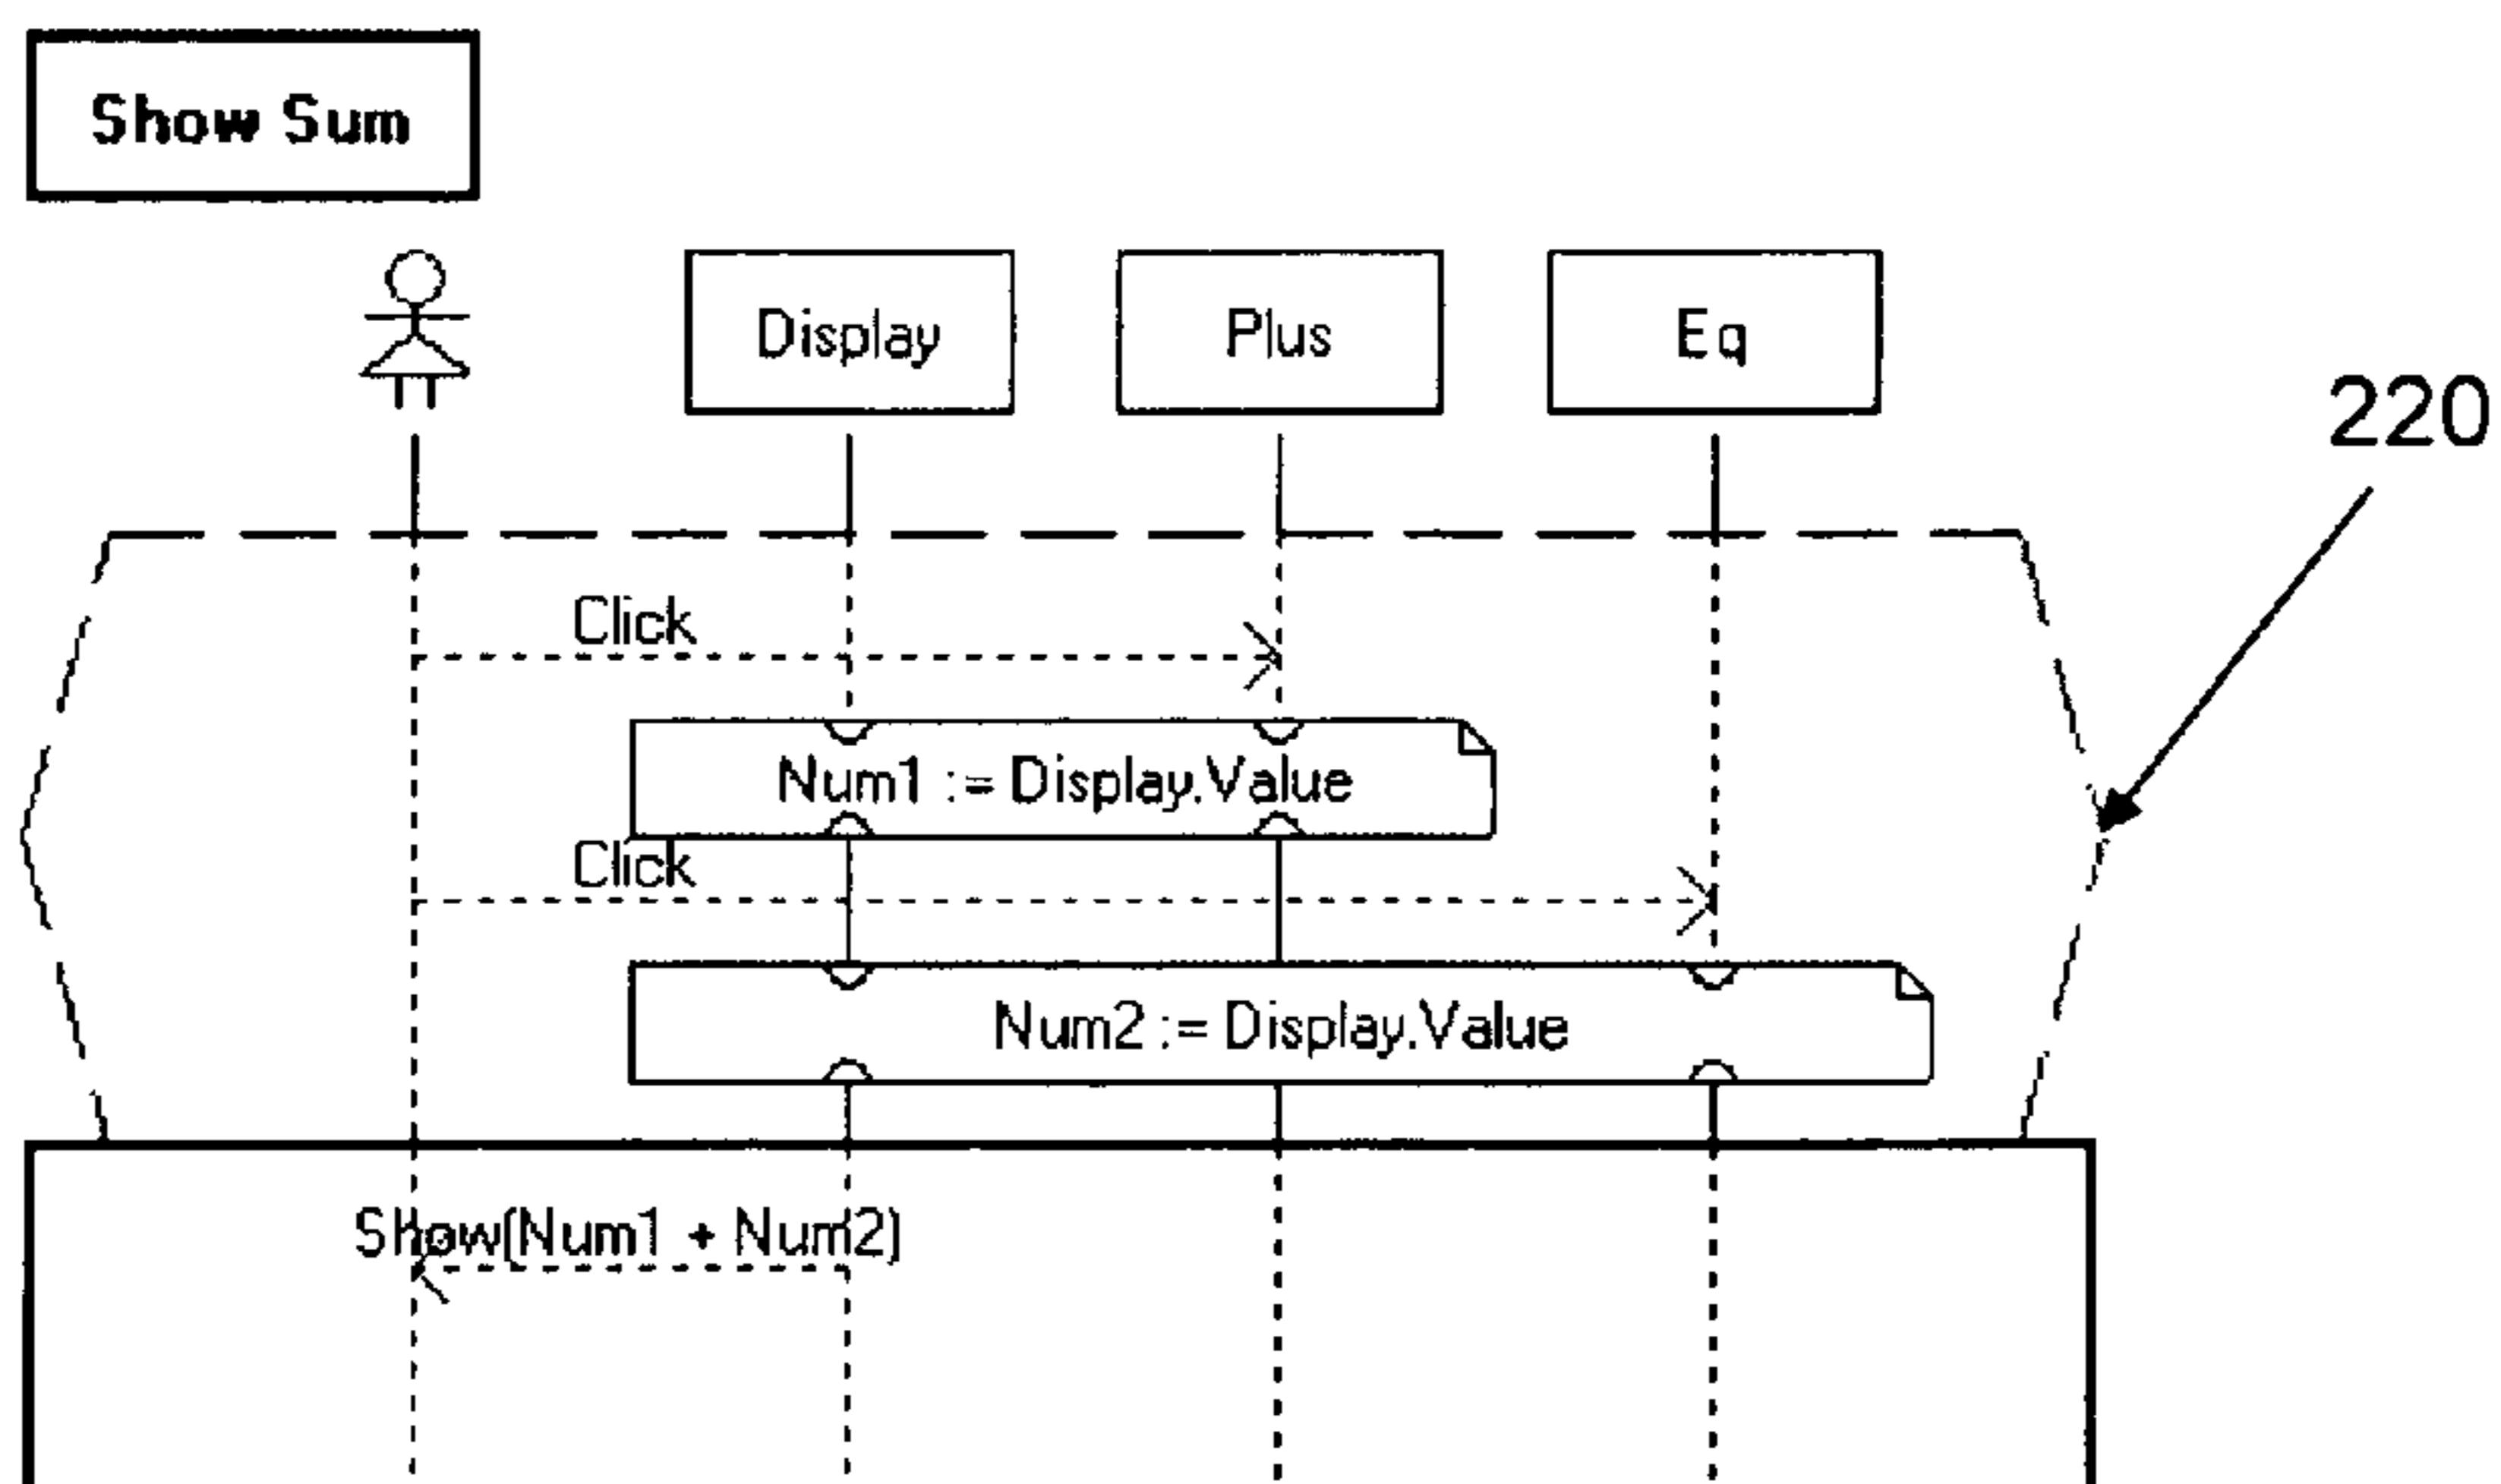 Show Sum
Display
Plus
Eq
220
Click
Num1 := Display.Value
Click
Num2 := Display.Value
Show(Num1 + Num2)